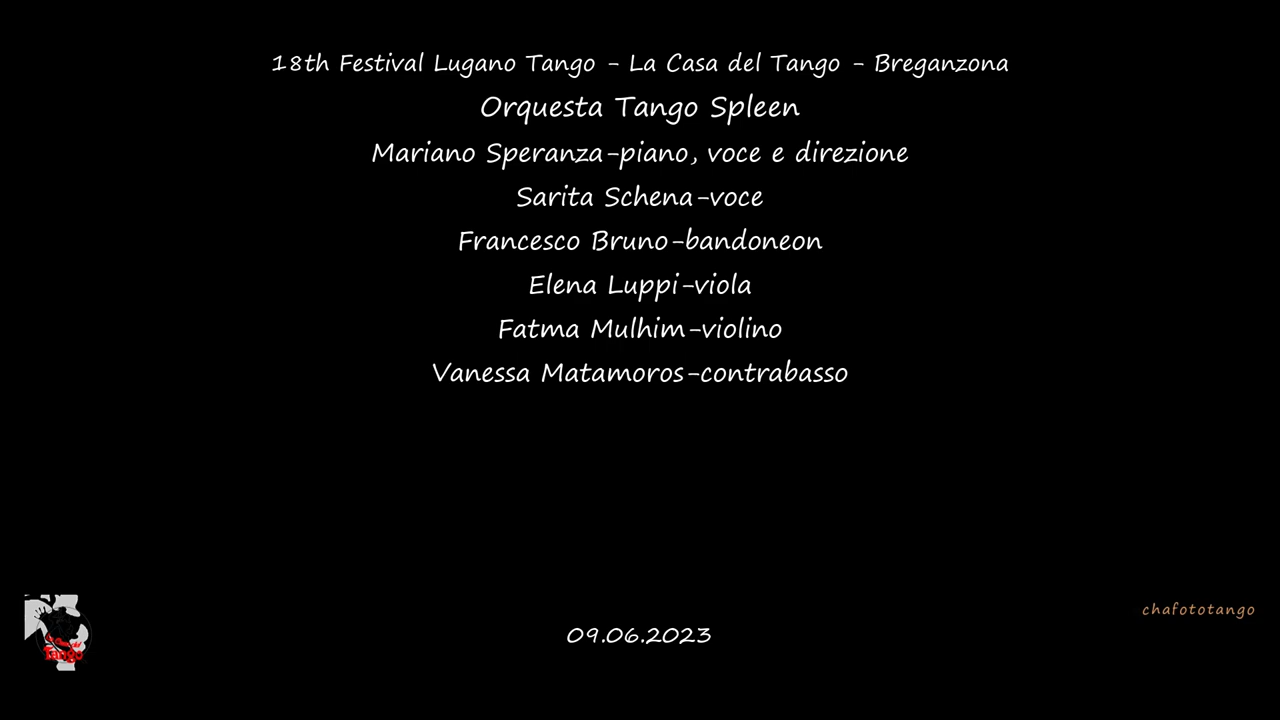 18th Festival Lugano Tango - La Casa del Tango - Breganzona
Orquesta Tango Spleen
Mariano Speranza-piano, voce e direzione
Sarita Schena-voce
Francesco Bruno-bandoneon
Elena Luppi-viola
Fatma Mulhim-violino
Vanessa Matamoros-contrabasso
chafototango
09.06.2023
Tango